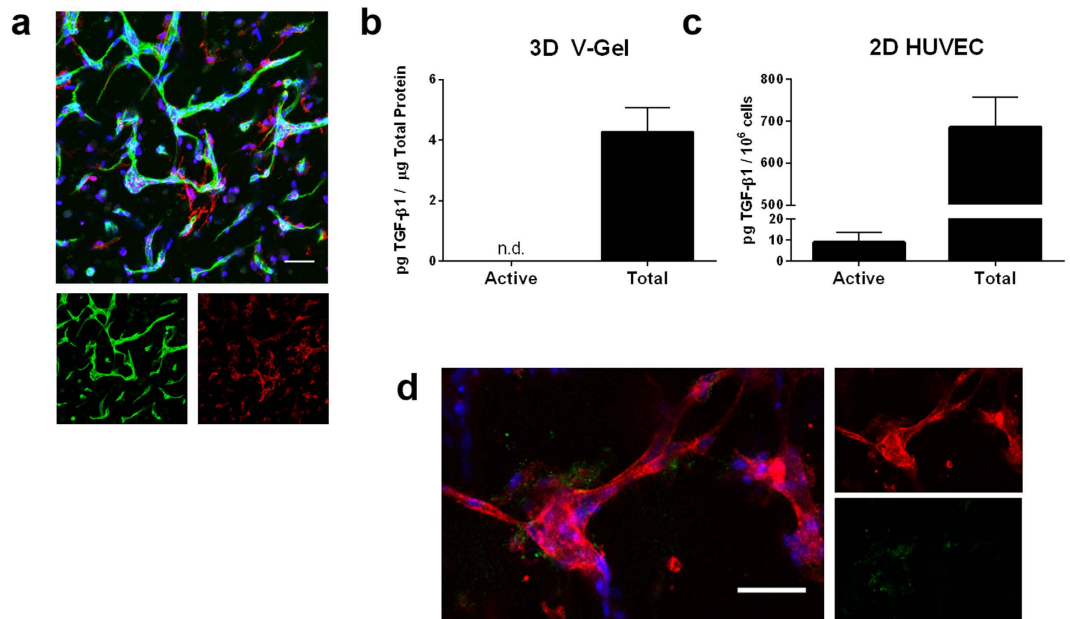 a
b
3D V-Gel
pg TGF-β1 / µg Total Protein
6
4
2
0
n.d.
Active
Total
c
2D HUVEC
pg TGF-β1 / 10⁶ cells
800
700
600
500
20
10
0
Active
Total
d